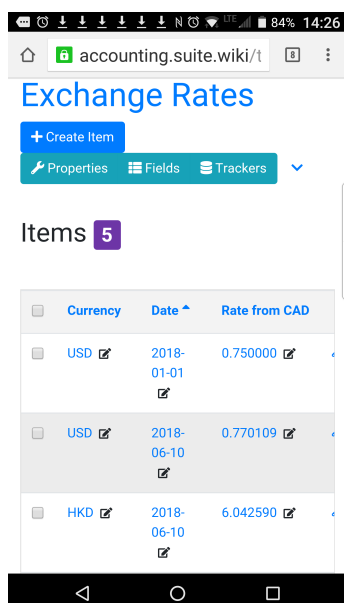 LTE 84% 14:26
accounting.suite.wiki/t 8
Exchange Rates
Create Item
Properties Fields Trackers
Items 5
Currency Date Rate from CAD
USD 2018-01-01 0.750000
USD 2018-06-10 0.770109
HKD 2018-06-10 6.042590